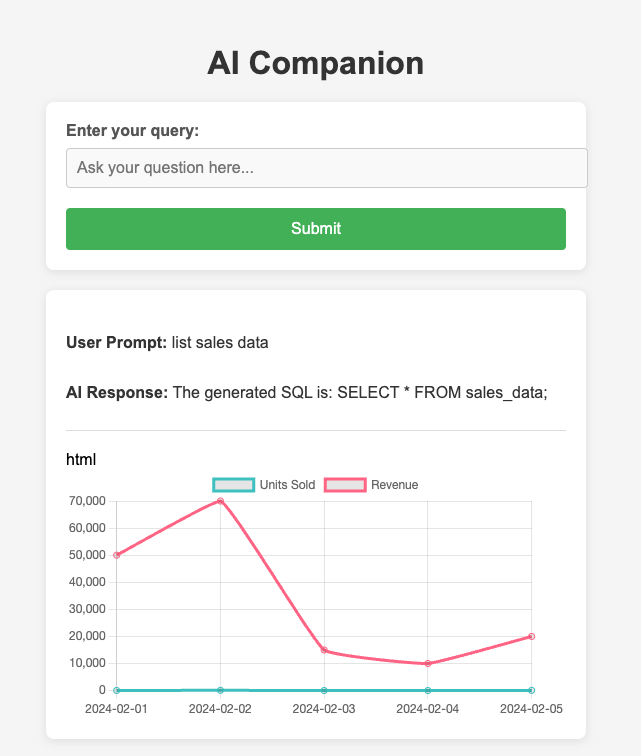 AI Companion
Enter your query:
Ask your question here...
Submit
User Prompt: list sales data
AI Response: The generated SQL is: SELECT * FROM sales_data;
html
Units Sold Revenue
70,000
60,000
50,000
40,000
30,000
20,000
10,000
0
2024-02-01 2024-02-02 2024-02-03 2024-02-04 2024-02-05